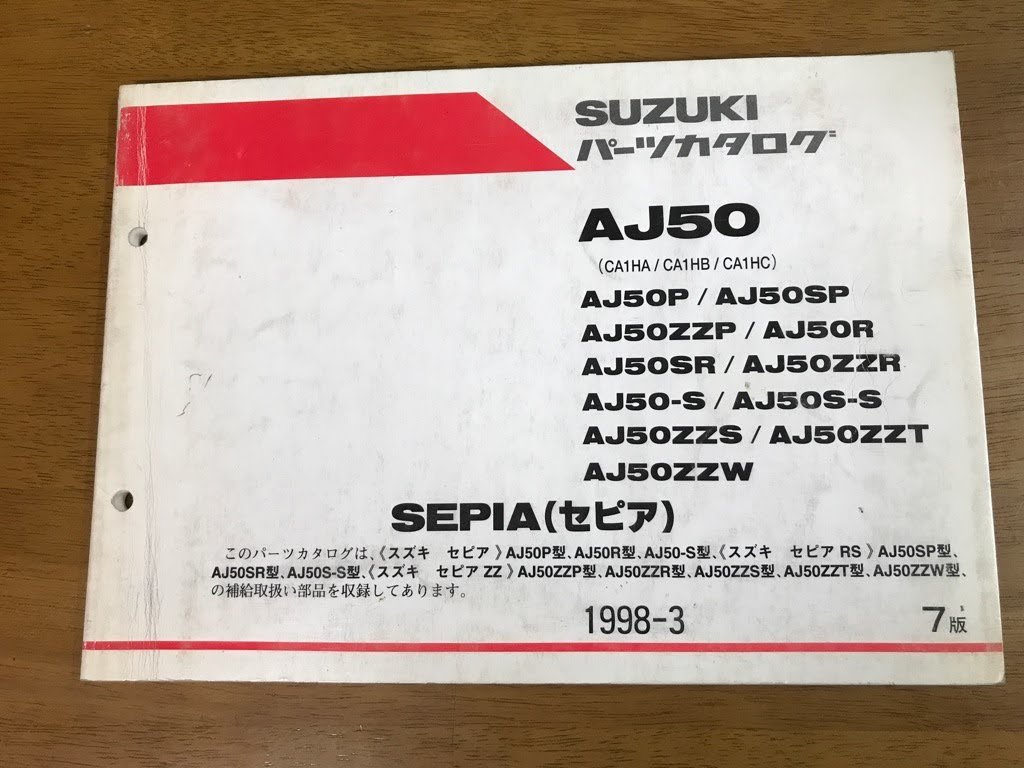 SUZUKI
パーツカタログ
AJ50
(CA1HA / CA1HB / CA1HC)
AJ50P / AJ50SP
AJ50ZZP / AJ50R
AJ50SR / AJ50ZZR
AJ50-S / AJ50S-S
AJ50ZZS / AJ50ZZT
AJ50ZZW
SEPIA(セピア)
このパーツカタログは、《スズキ　セピア》AJ50P型、AJ50R型、AJ50-S型、《スズキ　セピア RS》AJ50SP型、
AJ50SR型、AJ50S-S型、《スズキ　セピア ZZ》AJ50ZZP型、AJ50ZZR型、AJ50ZZS型、AJ50ZZT型、AJ50ZZW型、
の補給取扱い部品を収録してあります。
1998-3 7版